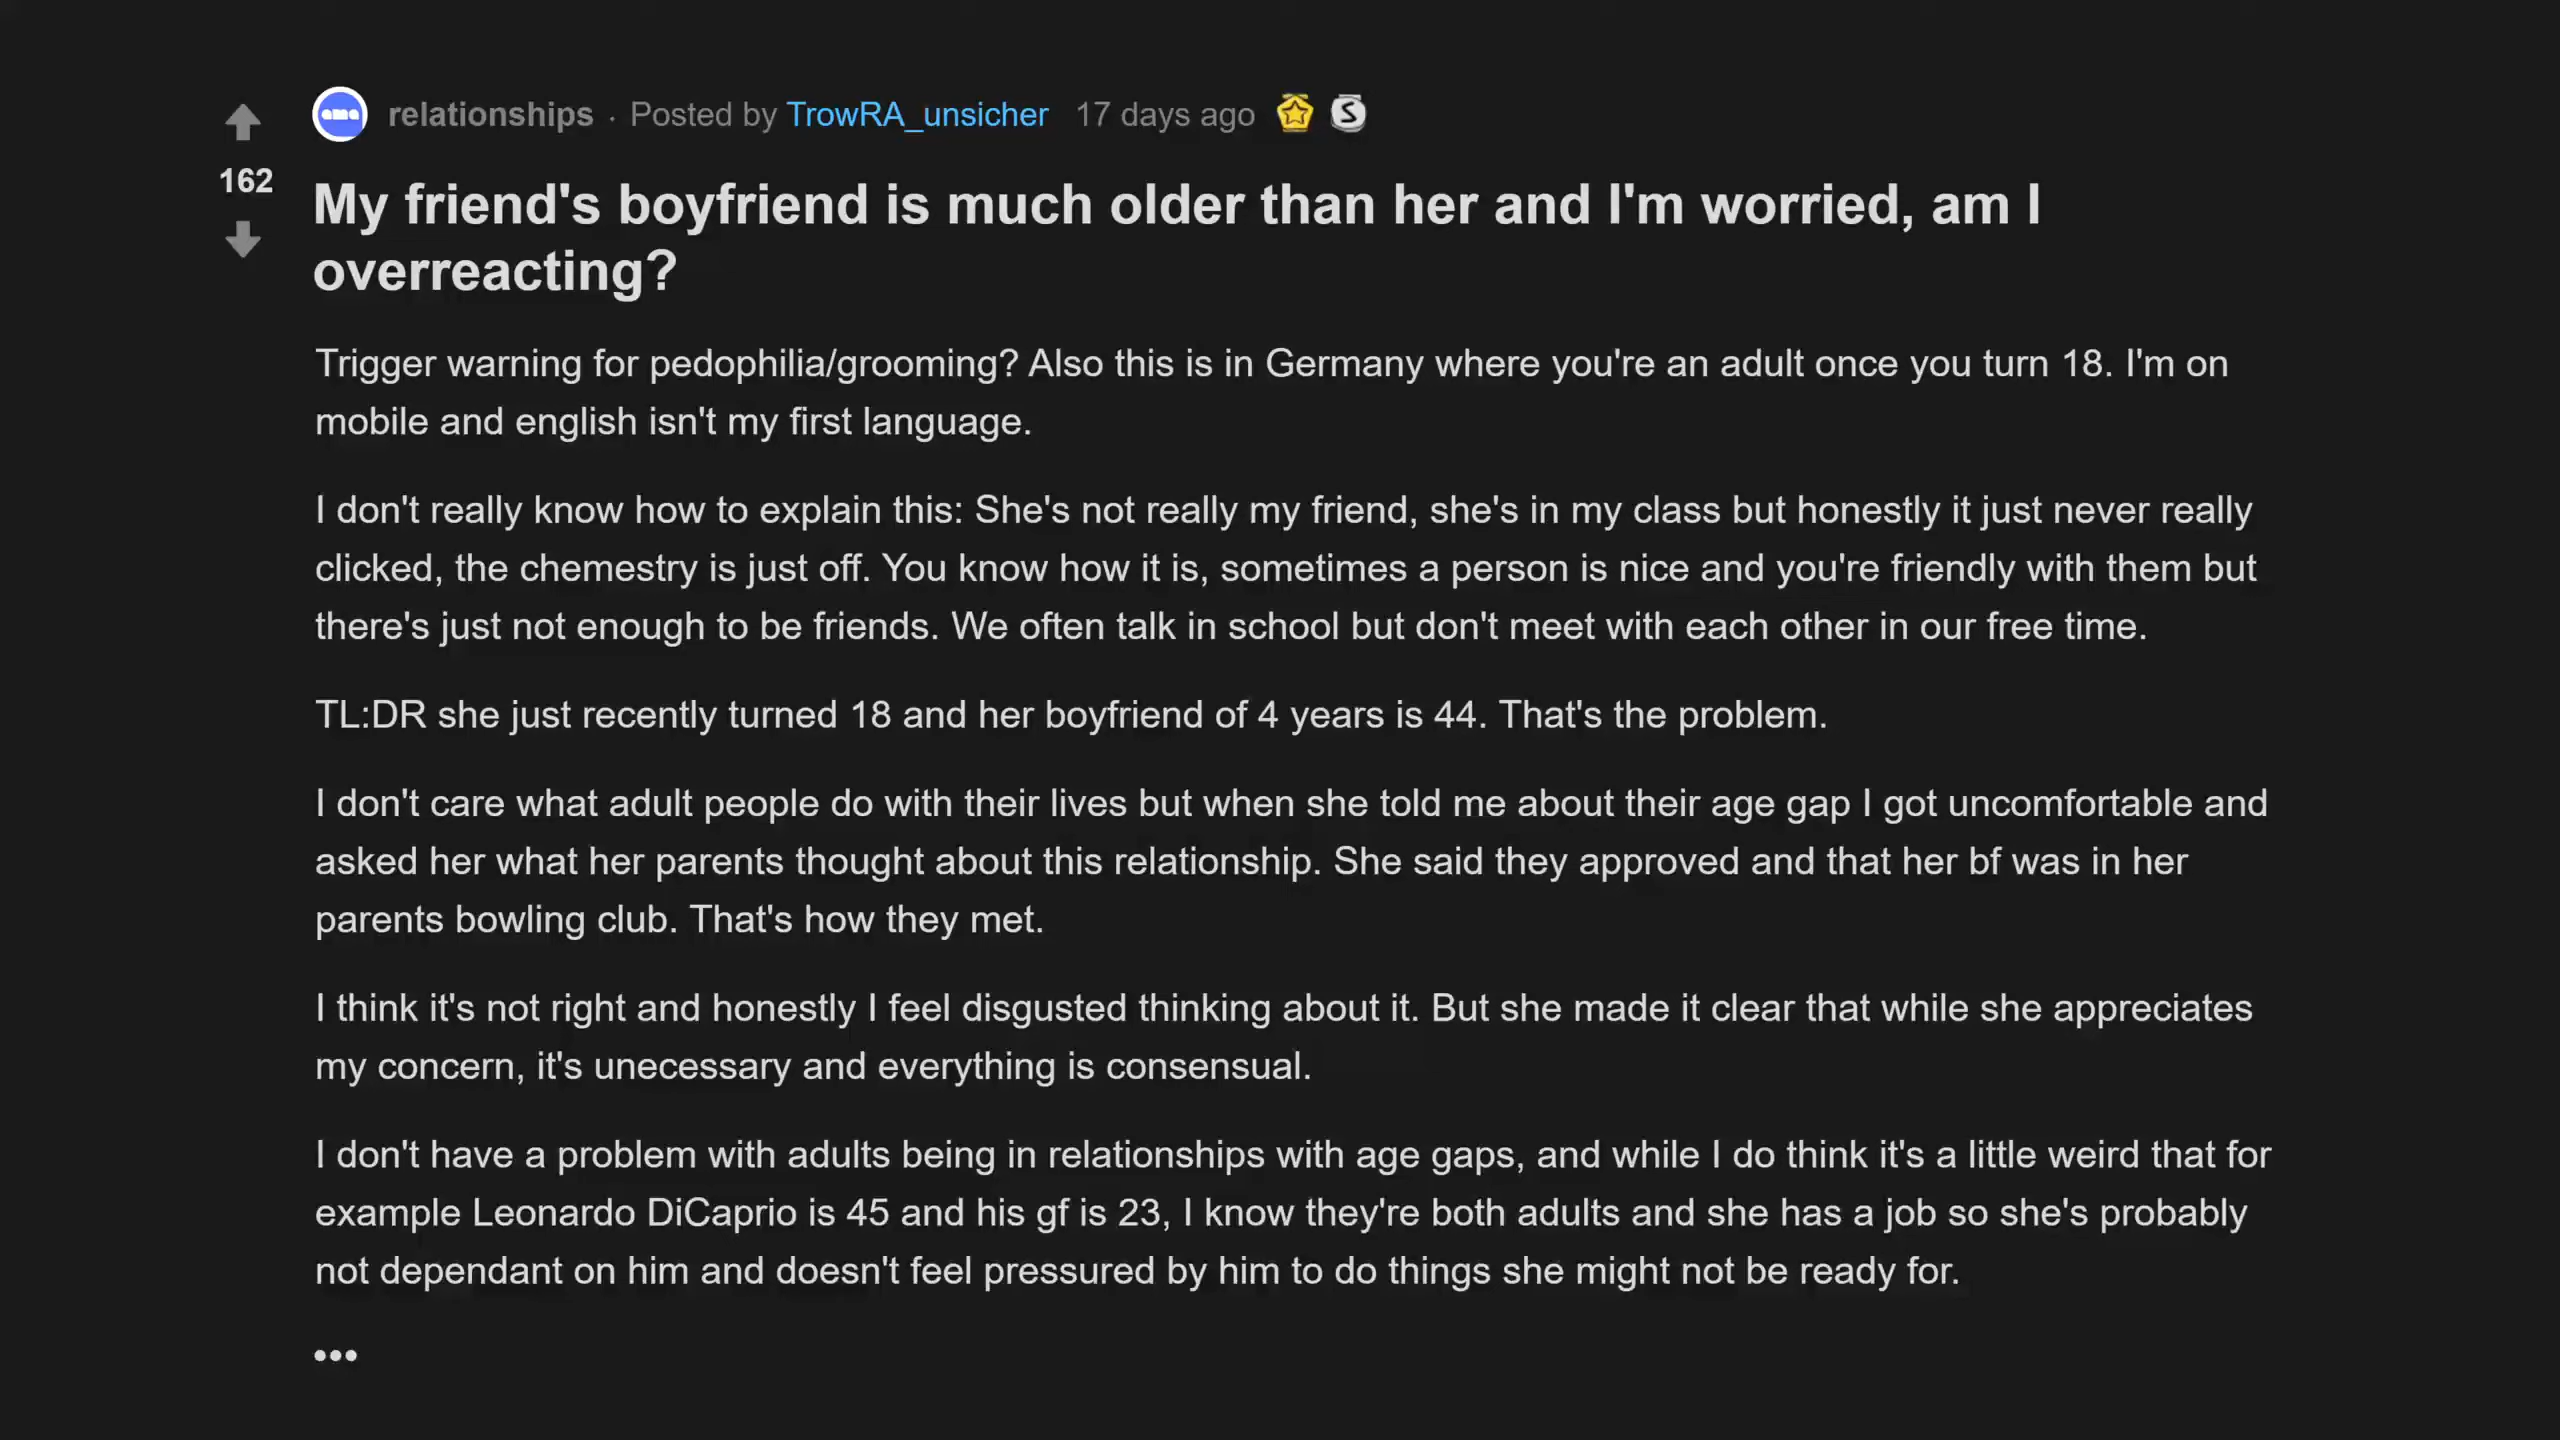 ama relationships · Posted by TrowRA_unsicher 17 days ago S
162
My friend's boyfriend is much older than her and I'm worried, am I
overreacting?
Trigger warning for pedophilia/grooming? Also this is in Germany where you're an adult once you turn 18. I'm on
mobile and english isn't my first language.
I don't really know how to explain this: She's not really my friend, she's in my class but honestly it just never really
clicked, the chemestry is just off. You know how it is, sometimes a person is nice and you're friendly with them but
there's just not enough to be friends. We often talk in school but don't meet with each other in our free time.
TL:DR she just recently turned 18 and her boyfriend of 4 years is 44. That's the problem.
I don't care what adult people do with their lives but when she told me about their age gap I got uncomfortable and
asked her what her parents thought about this relationship. She said they approved and that her bf was in her
parents bowling club. That's how they met.
I think it's not right and honestly I feel disgusted thinking about it. But she made it clear that while she appreciates
my concern, it's unecessary and everything is consensual.
I don't have a problem with adults being in relationships with age gaps, and while I do think it's a little weird that for
example Leonardo DiCaprio is 45 and his gf is 23, I know they're both adults and she has a job so she's probably
not dependant on him and doesn't feel pressured by him to do things she might not be ready for.
•••